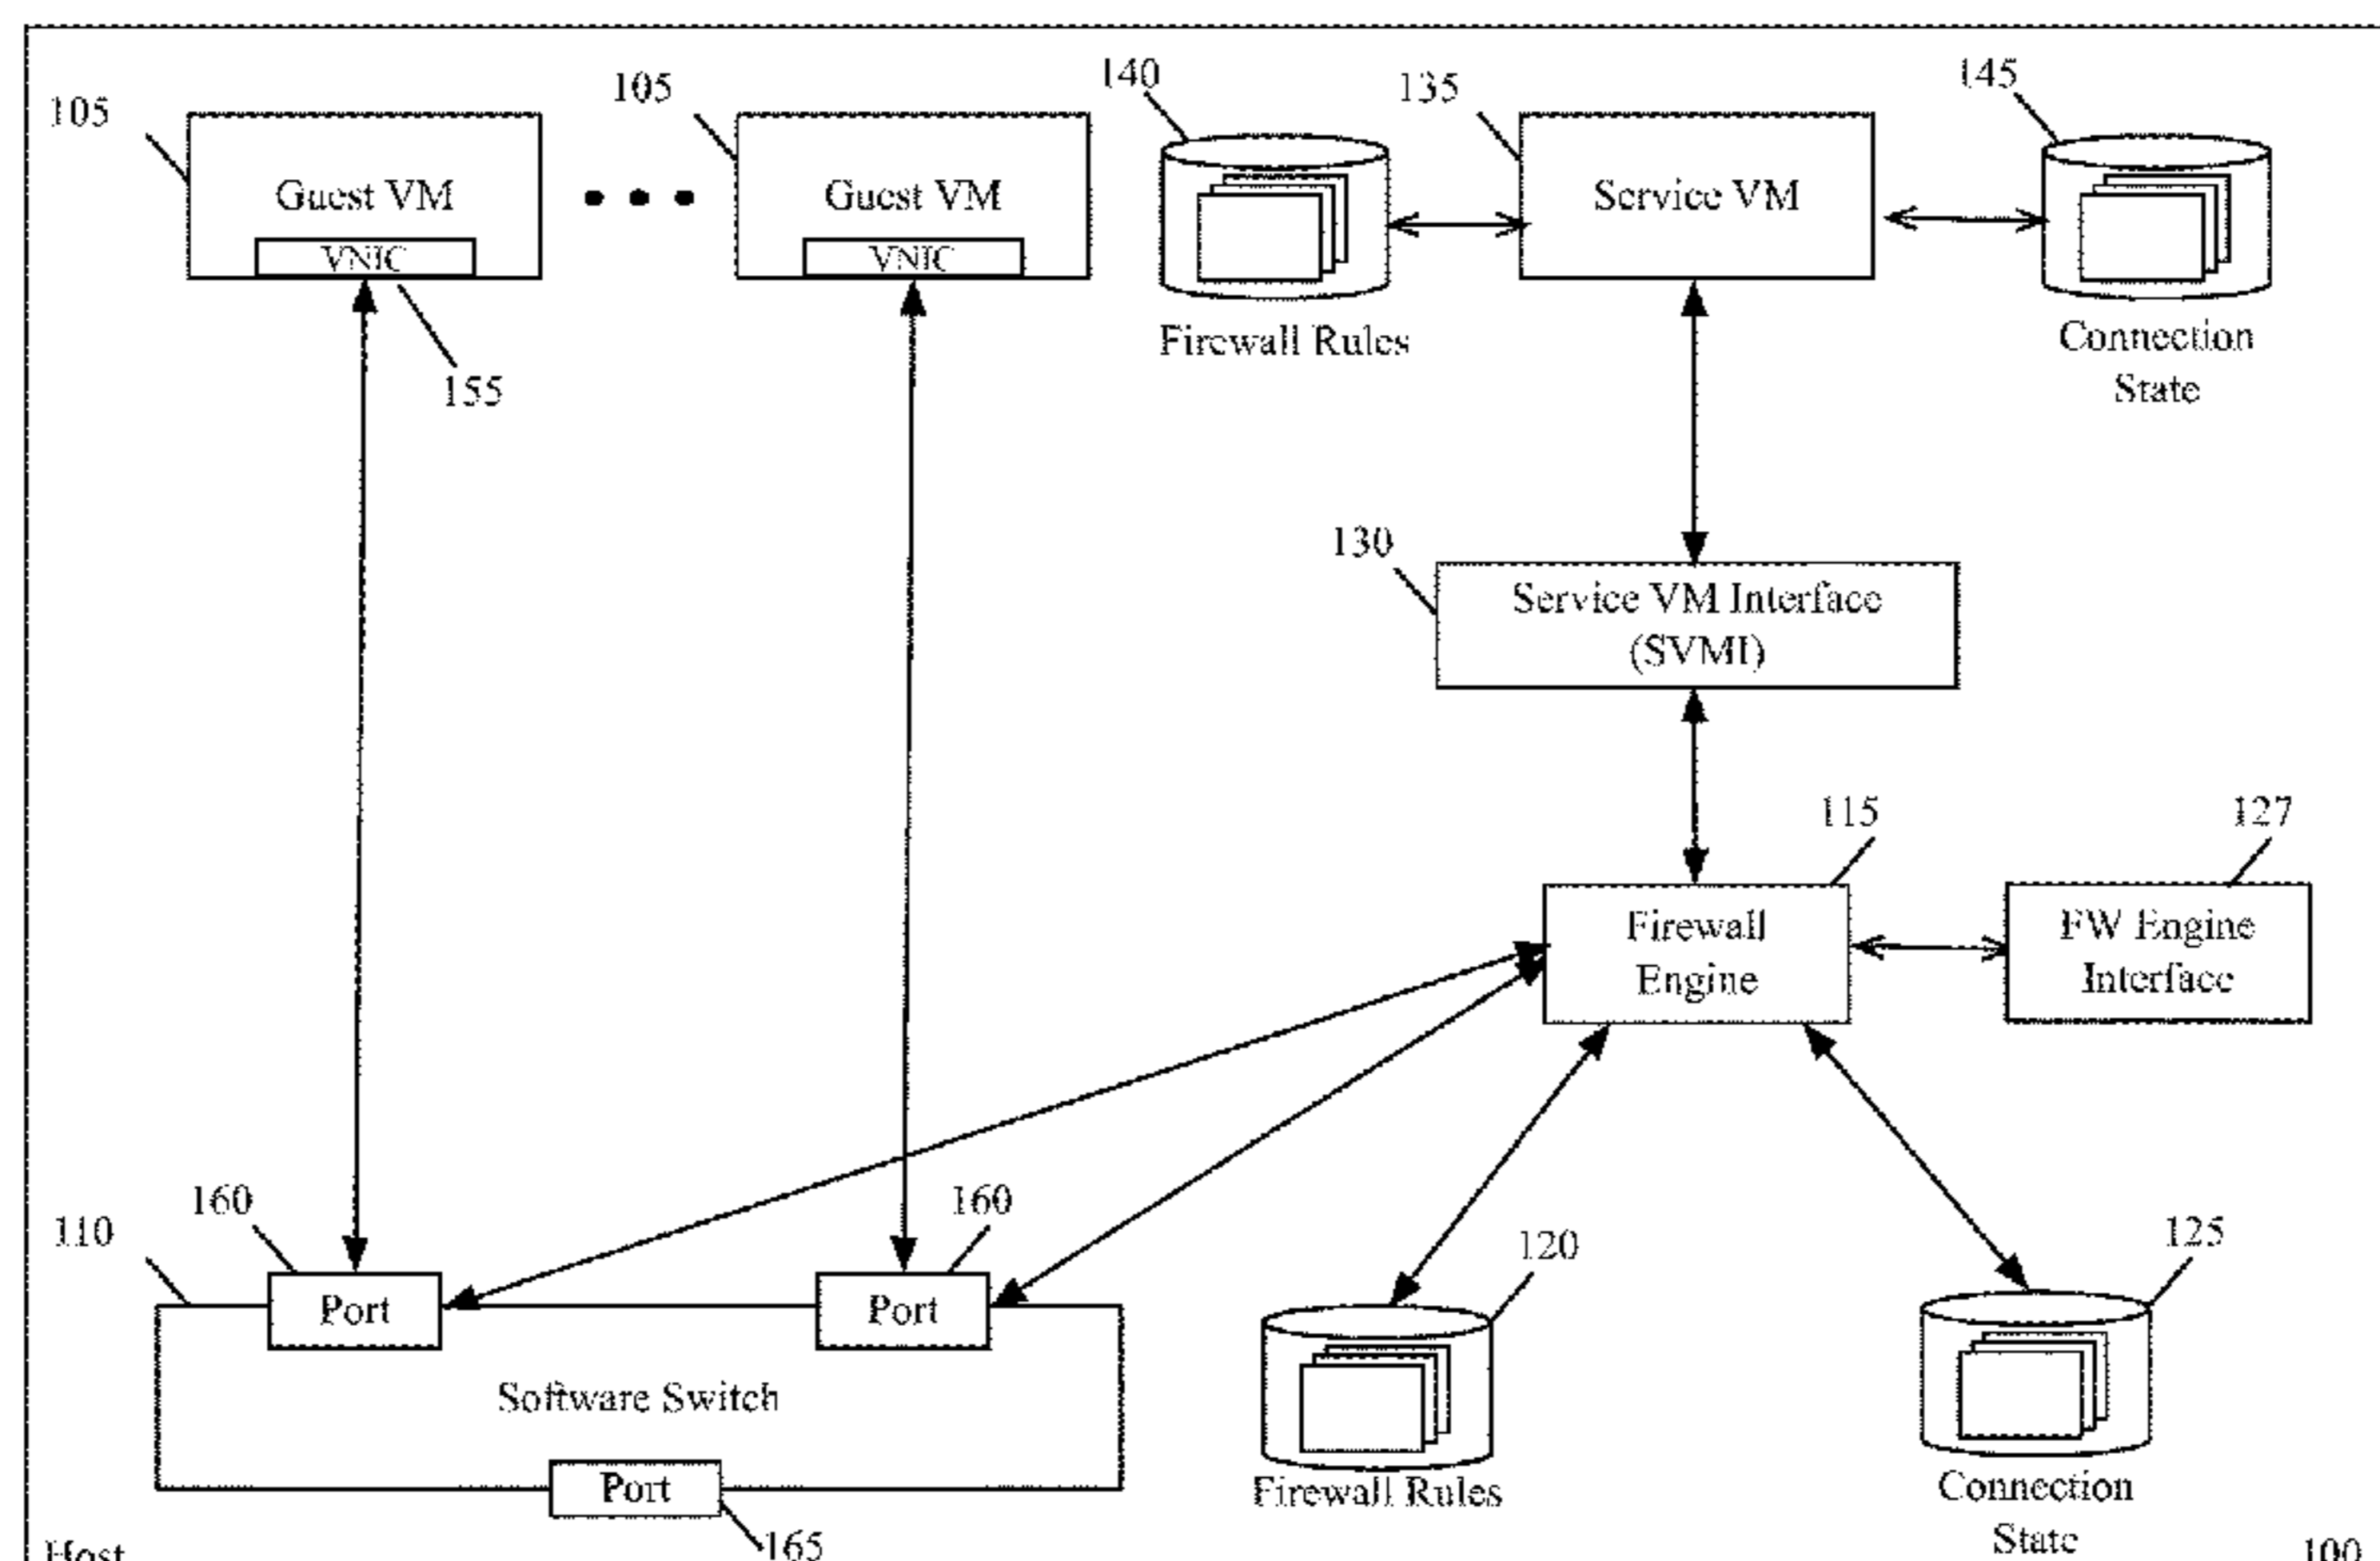 140
135
145
105
105
Guest VM
VNIC
Guest VM
VNIC
Service VM
Firewall Rules
Connection
State
155
130
Service VM Interface
(SVMI)
115
127
Firewall
Engine
FW Engine
Interface
110
160
160
120
125
Port
Port
Software Switch
Port
165
Firewall Rules
Connection
State
Host
100